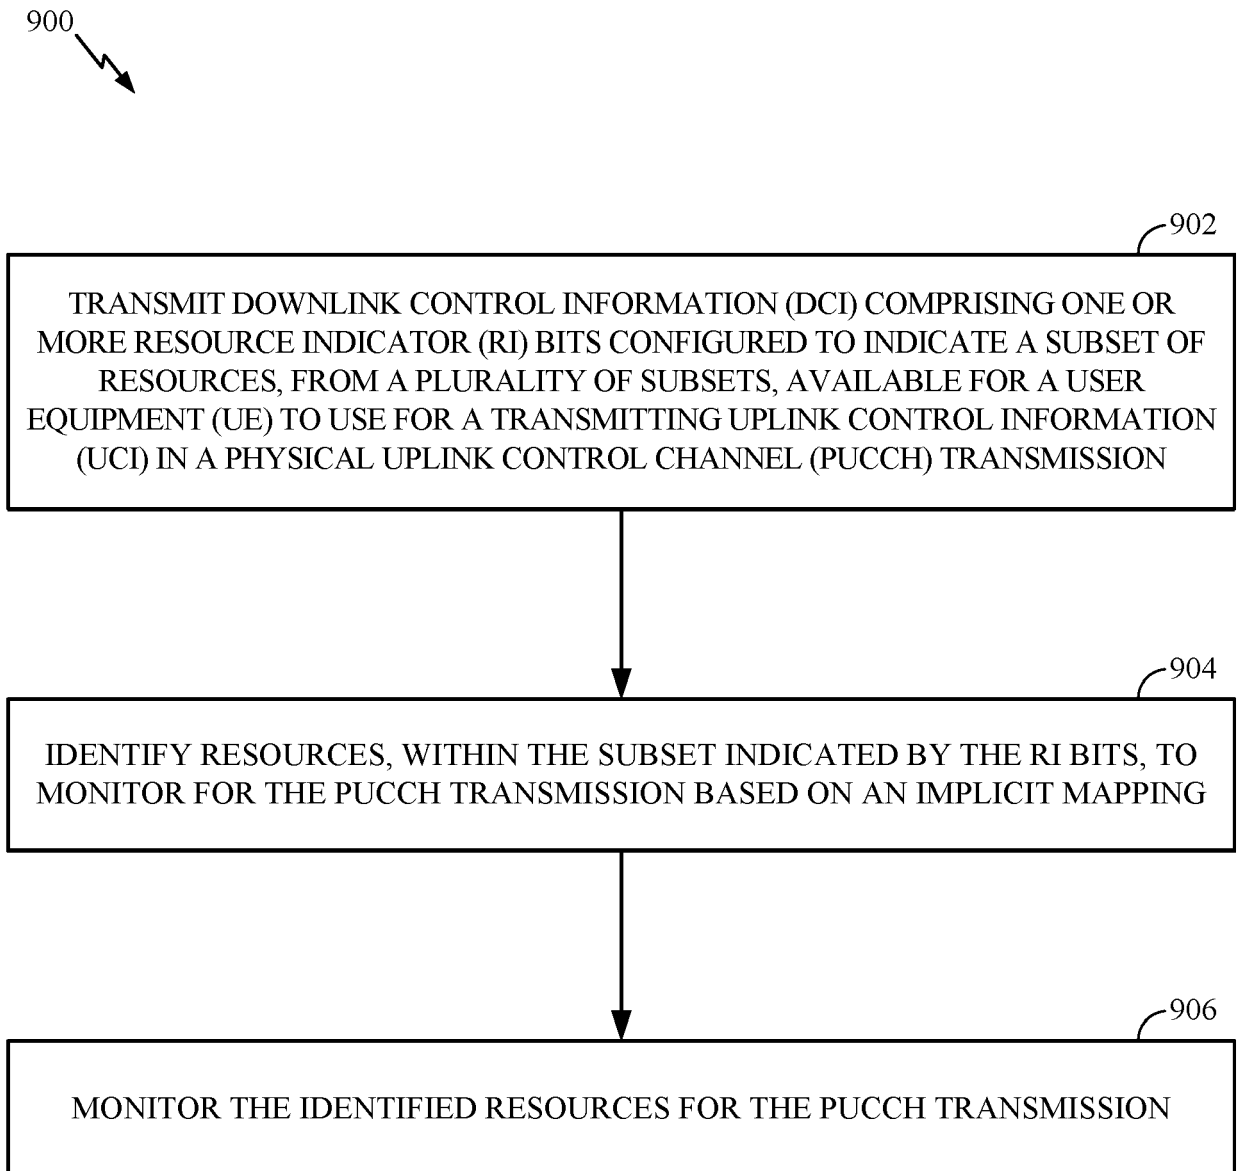 900
902
TRANSMIT DOWNLINK CONTROL INFORMATION (DCI) COMPRISING ONE OR
MORE RESOURCE INDICATOR (RI) BITS CONFIGURED TO INDICATE A SUBSET OF
RESOURCES, FROM A PLURALITY OF SUBSETS, AVAILABLE FOR A USER
EQUIPMENT (UE) TO USE FOR A TRANSMITTING UPLINK CONTROL INFORMATION
(UCI) IN A PHYSICAL UPLINK CONTROL CHANNEL (PUCCH) TRANSMISSION
904
IDENTIFY RESOURCES, WITHIN THE SUBSET INDICATED BY THE RI BITS, TO
MONITOR FOR THE PUCCH TRANSMISSION BASED ON AN IMPLICIT MAPPING
906
MONITOR THE IDENTIFIED RESOURCES FOR THE PUCCH TRANSMISSION